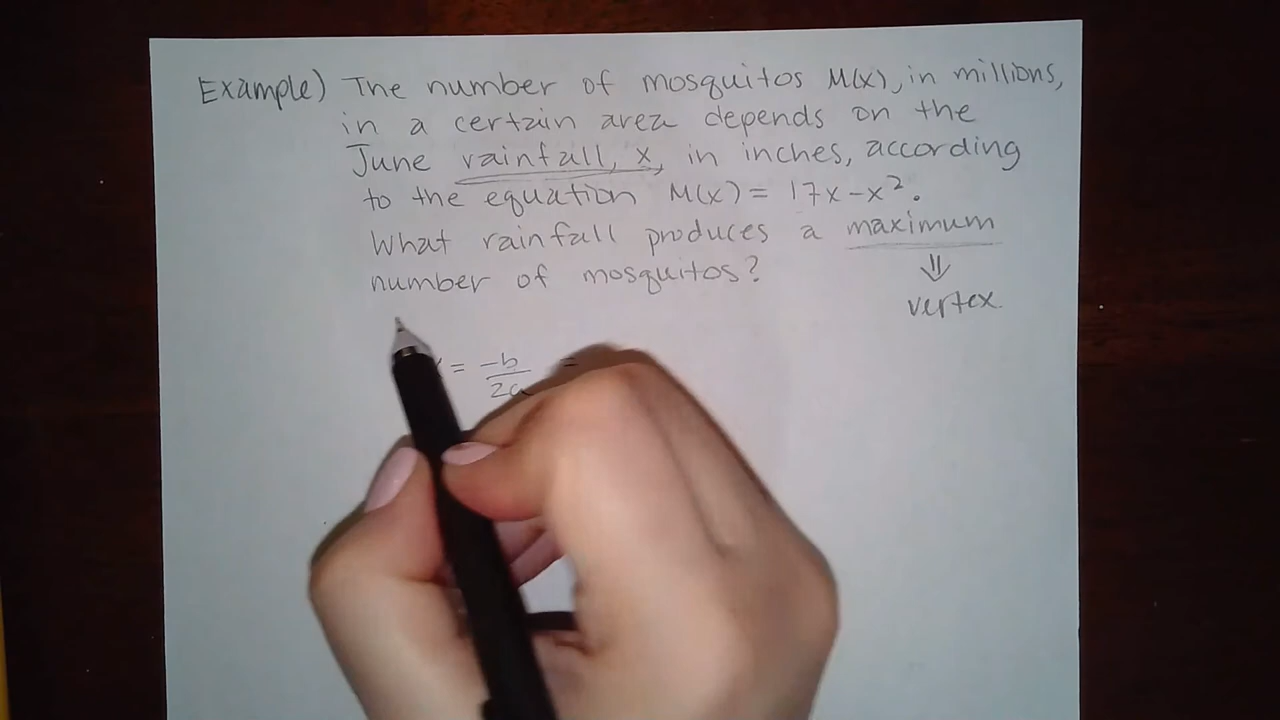 Example) The number of mosquitos M(x), in millions,
in a certain area depends on the
June rainfall, x, in inches, according
to the equation M(x) = 17x-x².
What rainfall produces a maximum
number of mosquitos?
⇓
vertex.
= -b/2a =